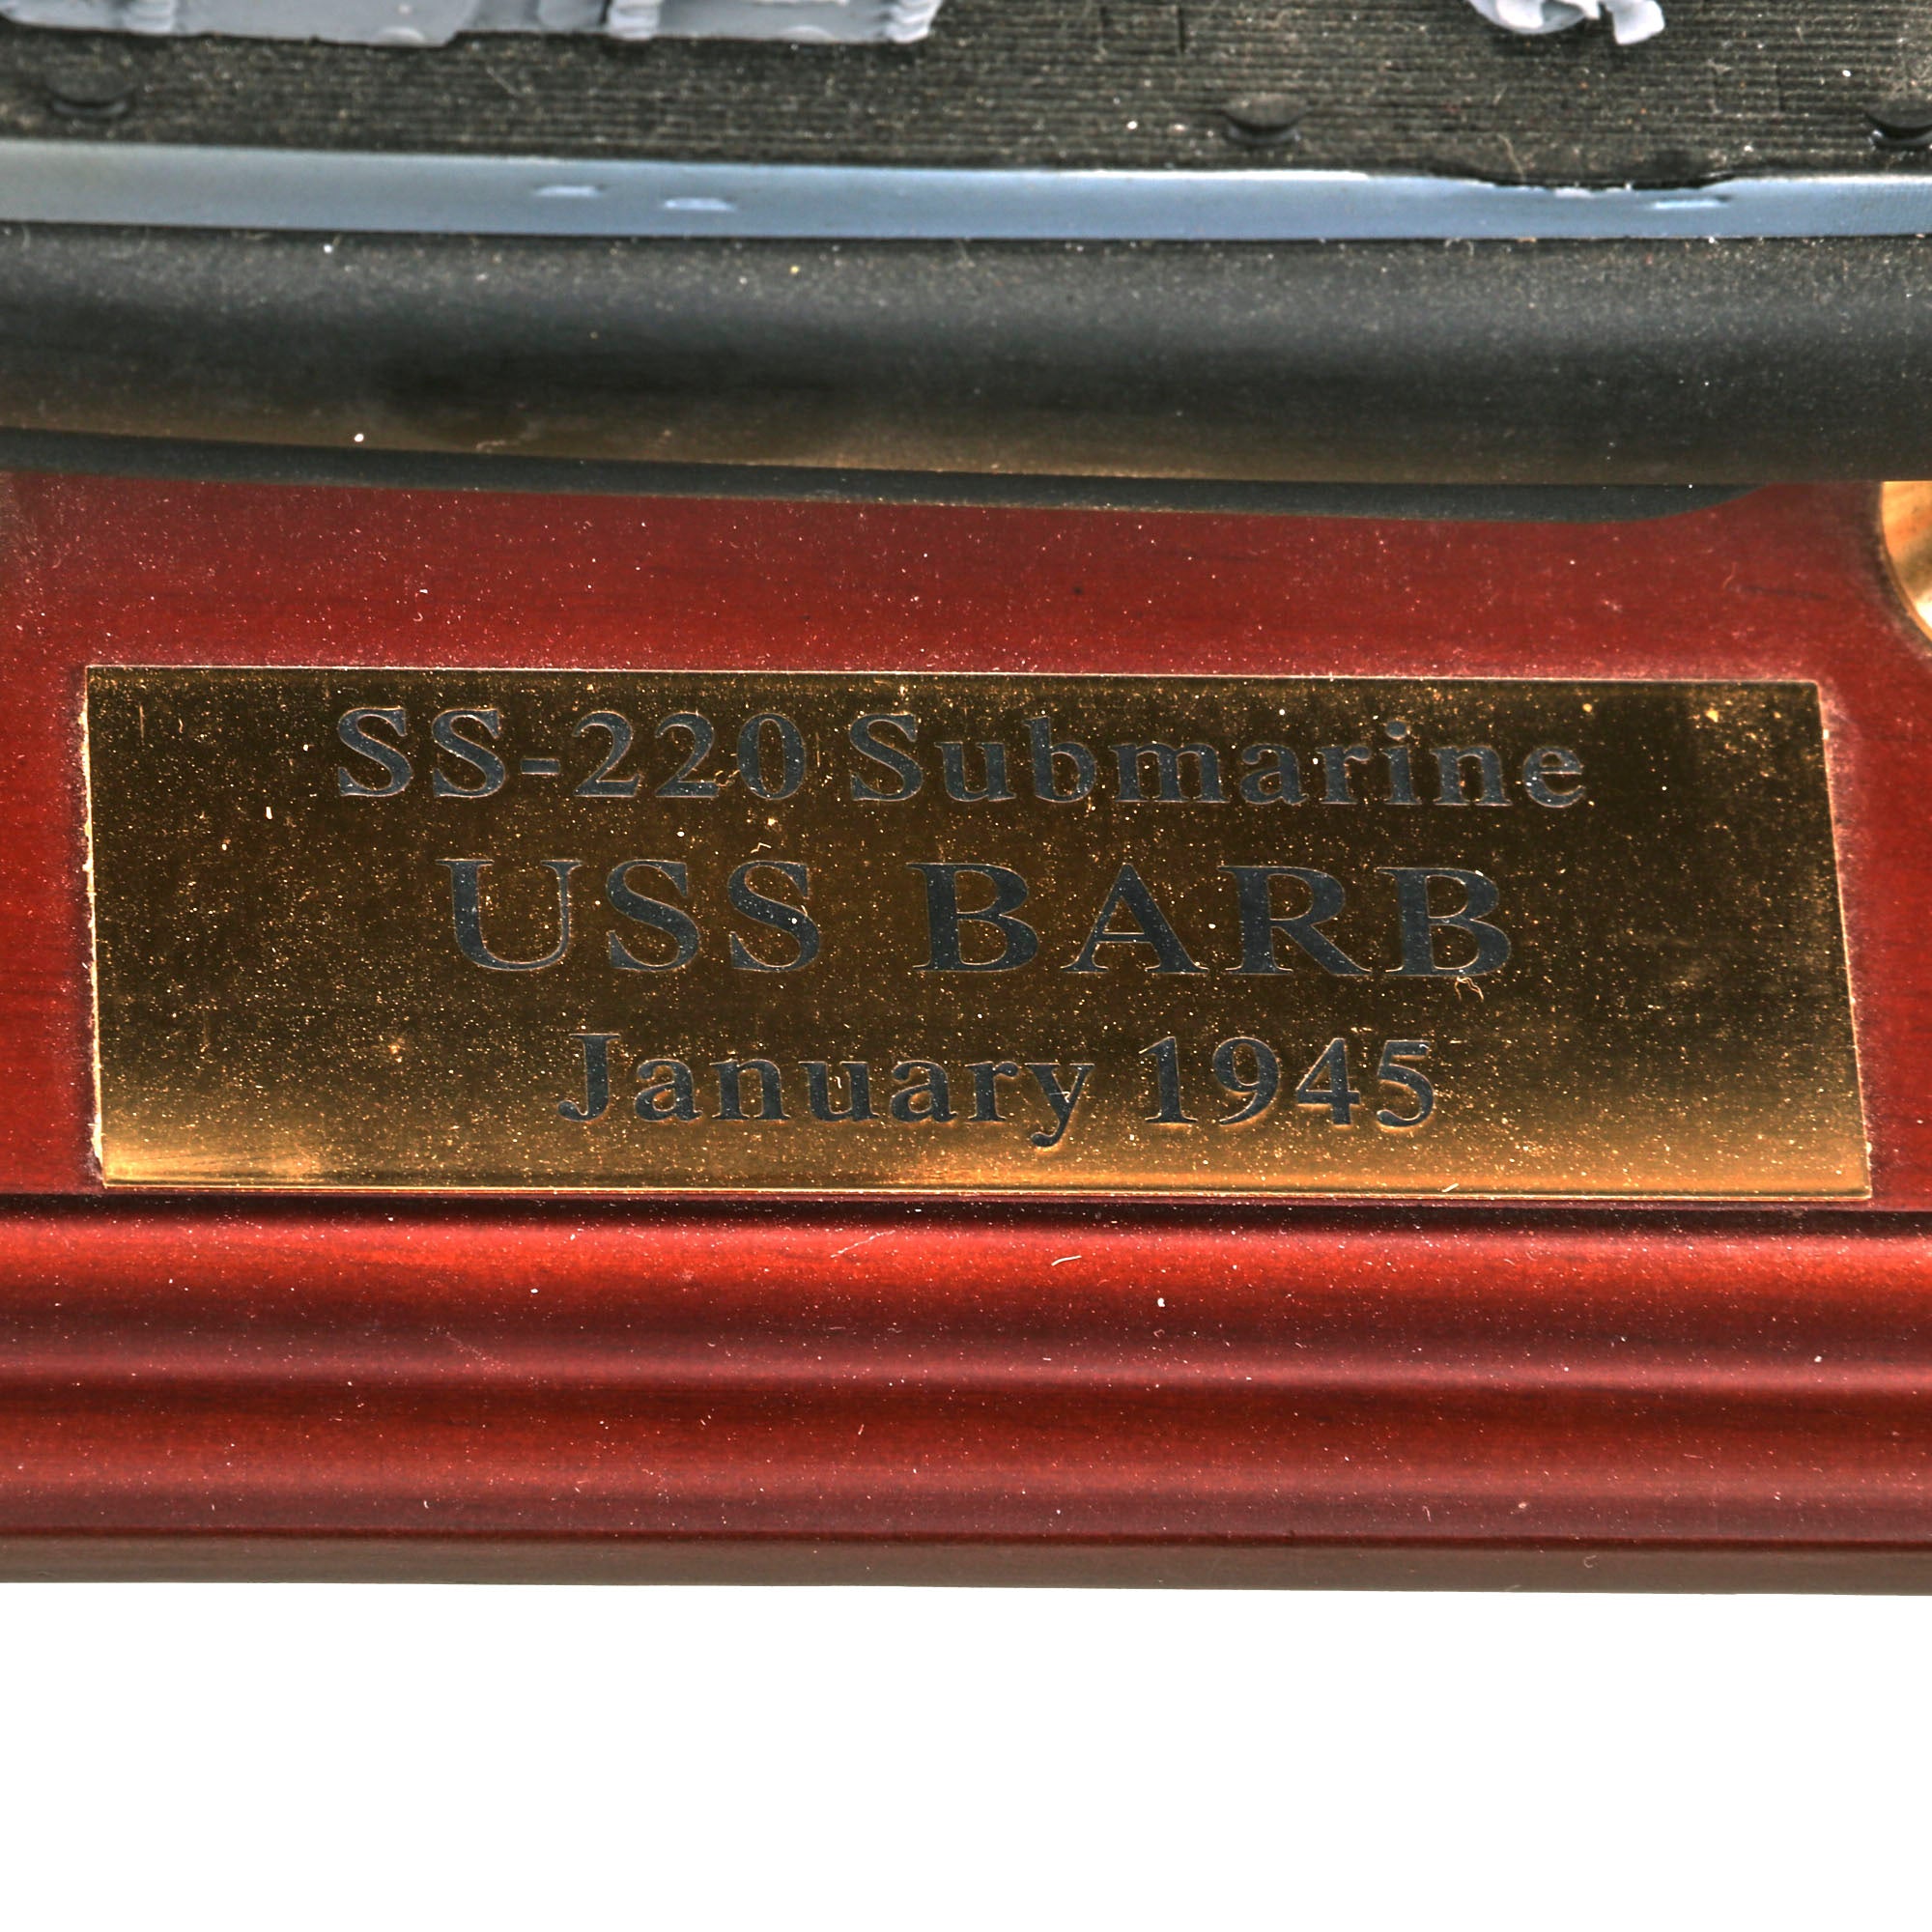 SS-220 Submarine
USS BARB
January 1945